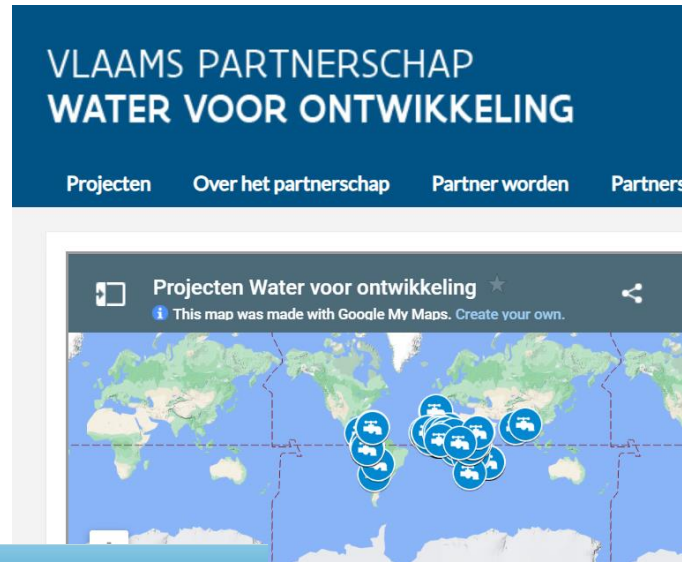 VLAAMS PARTNERSCHAP
WATER VOOR ONTWIKKELING
Projecten Over het partnerschap Partner worden Partners
Projecten Water voor ontwikkeling
This map was made with Google My Maps. Create your own.